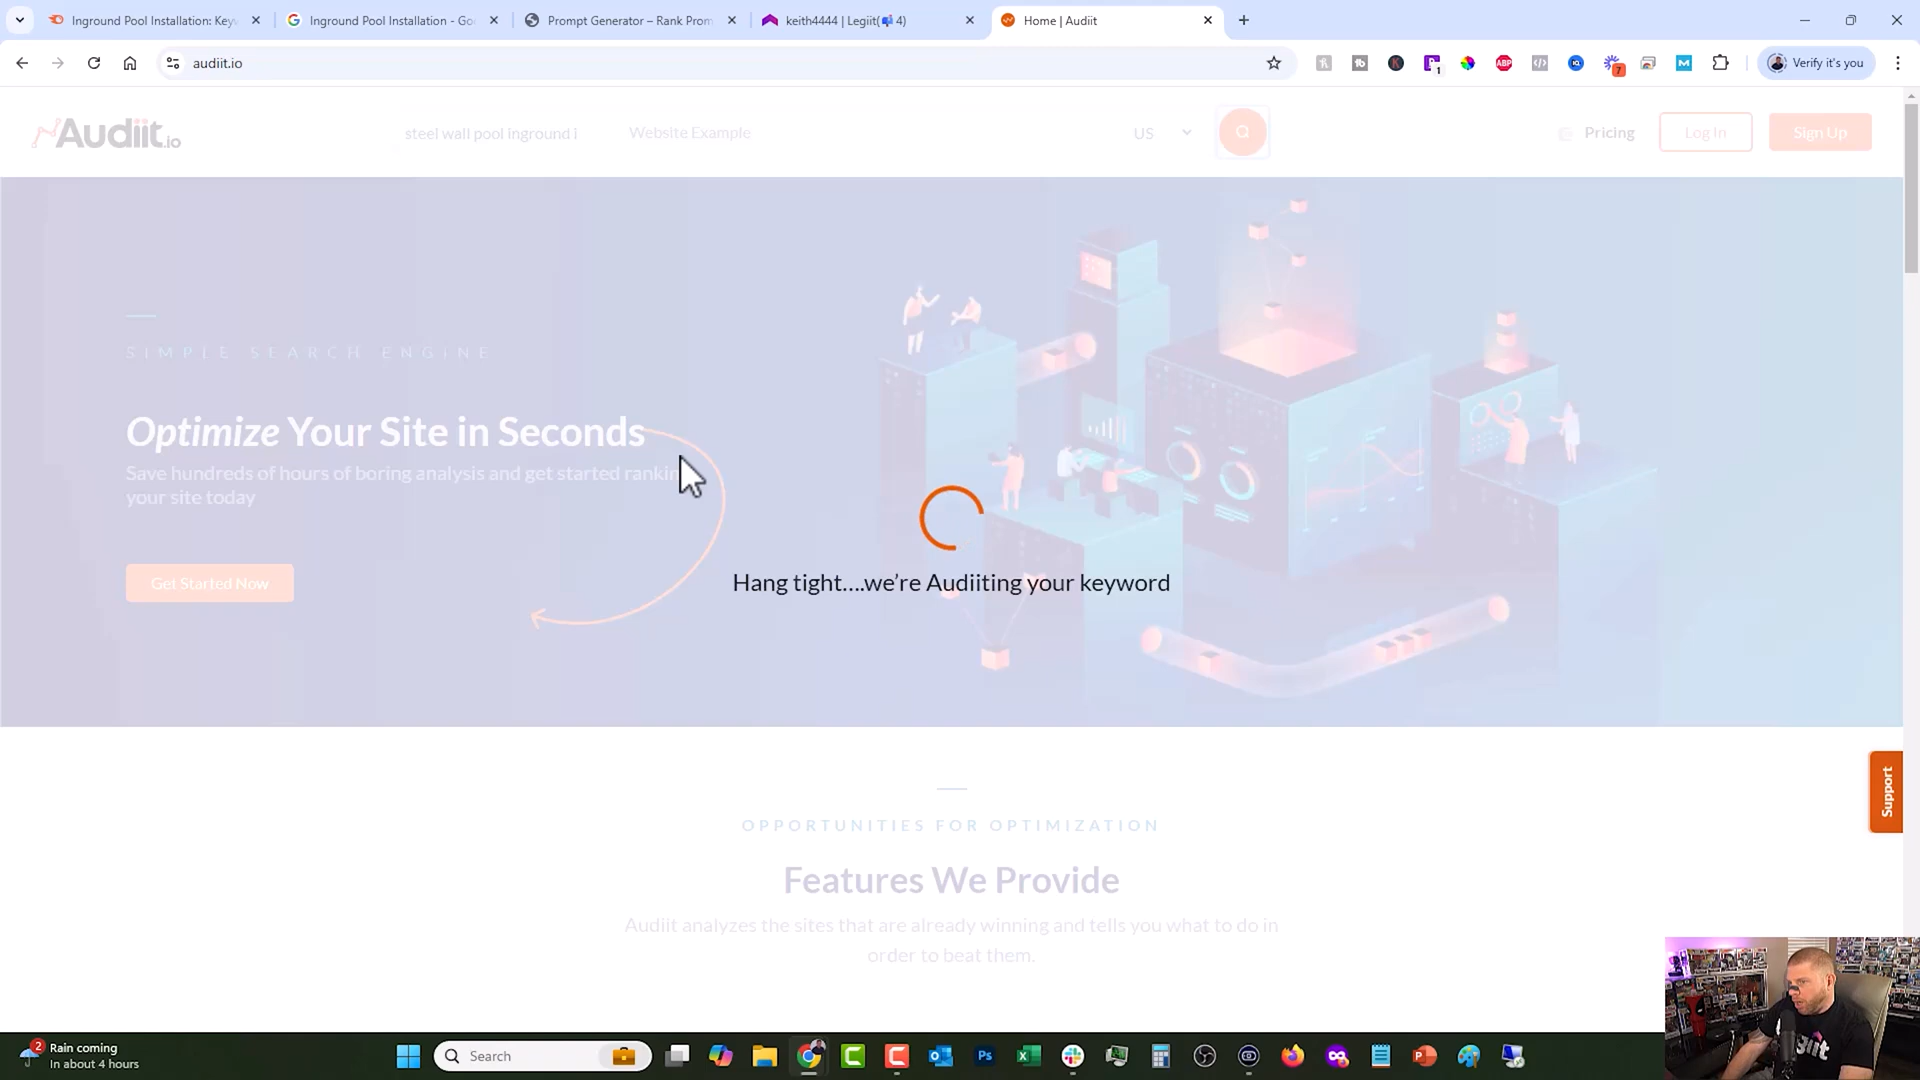 Inground Pool Installation: Key
Inground Pool Installation - Go
Prompt Generator – Rank Prom
keith4444 | Legiit(📬 4)
Home | Audiit
audiit.io
1
ABP
7
Verify it's you
Audiit.io
steel wall pool inground i
Website Example
US
Pricing
Log In
Sign Up
SIMPLE SEARCH ENGINE
Optimize Your Site in Seconds
Save hundreds of hours of boring analysis and get started rankin
your site today
Get Started Now
Hang tight....we're Audiiting your keyword
Support
OPPORTUNITIES FOR OPTIMIZATION
Features We Provide
Audiit analyzes the sites that are already winning and tells you what to do in
order to beat them.
2
Rain coming
In about 4 hours
Search